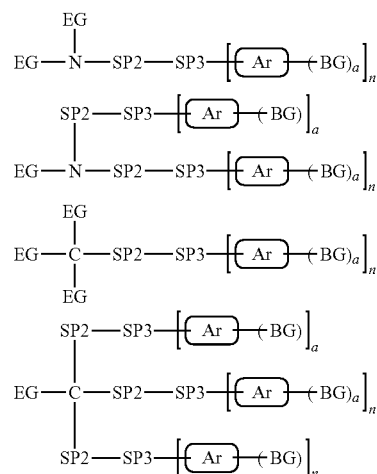 EG
EG—N—SP2—SP3—[Ar—(BG)a]n
SP2—SP3—[Ar—(BG)]a
EG—N—SP2—SP3—[Ar—(BG)a]n
EG
EG—C—SP2—SP3—[Ar—(BG)a]n
EG
SP2—SP3—[Ar—(BG)]a
EG—C—SP2—SP3—[Ar—(BG)a]n
SP2—SP3—[Ar—(BG)]n